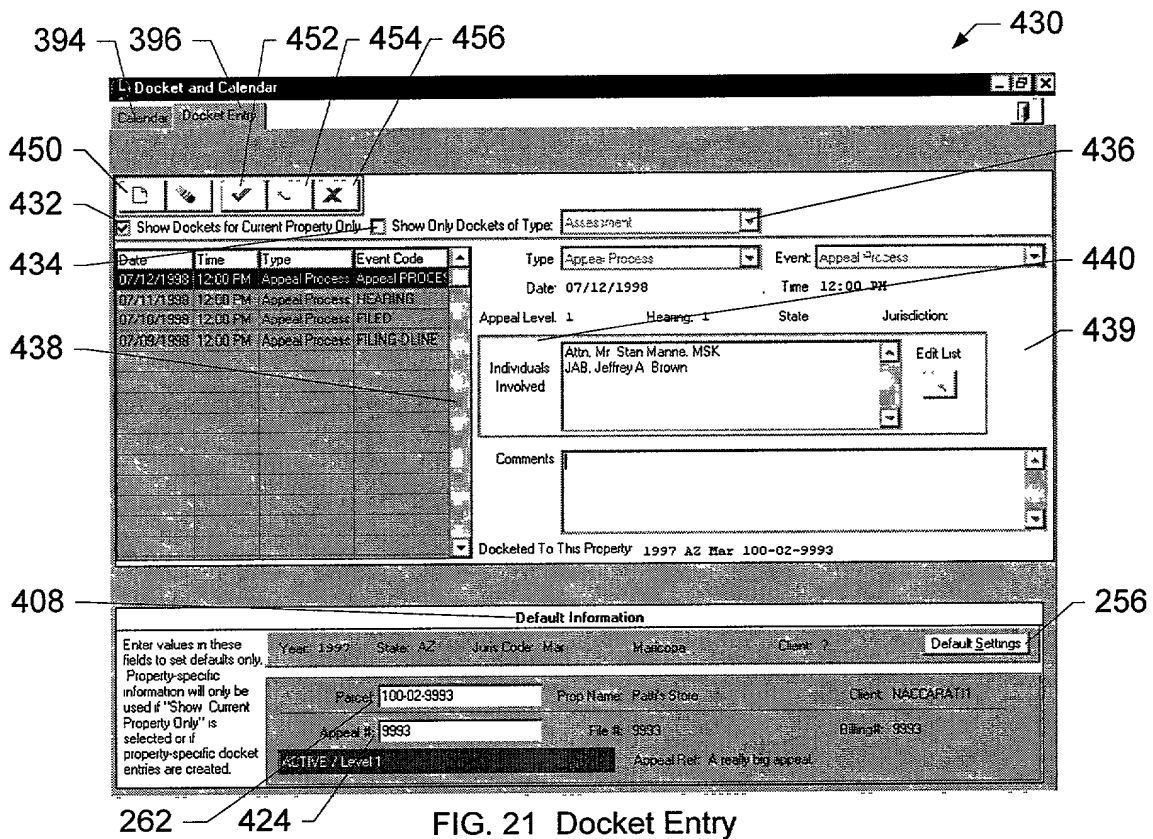 430
394 396 452 454 456
Docket and Calendar
Calendar Docket Entry
450
436
432
Show Dockets for Current Property Only Show Only Dockets of Type: Assessment
434
Date Time Type Event Code
Type Appeal Process Event: Appeal Process
440
07/12/1998 12:00 PM Appeal Process Appeal PROCES
Date: 07/12/1998 Time 12:00 PM
07/11/1998 12:00 PM Appeal Process HEARING
07/10/1998 12:00 PM Appeal Process FILED
Appeal Level: 1 Hearing: 1 State Jurisdiction:
07/09/1998 12:00 PM Appeal Process FILING DLINE
438
439
Individuals Involved
Attn. Mr Stan Manne, MSK
JAB, Jeffrey A Brown
Edit List
Comments
Docketed To This Property 1997 AZ Mar 100-02-9993
408
Default Information
256
Enter values in these
fields to set defaults only.
Property-specific
information will only be
used if "Show Current
Property Only" is
selected or if
property-specific docket
entries are created.
Year: 1997 State: AZ Juris Code: Mar Maricopa Client: Default Settings
Parcel: 100-02-9993 Prop Name: Patti's Store Client: NACCARATI1
Appeal #: 9993 File #: 9993 Billing#: 9993
ACTIVE / Level 1 Appeal Ref: A really big appeal.
262 424
FIG. 21 Docket Entry